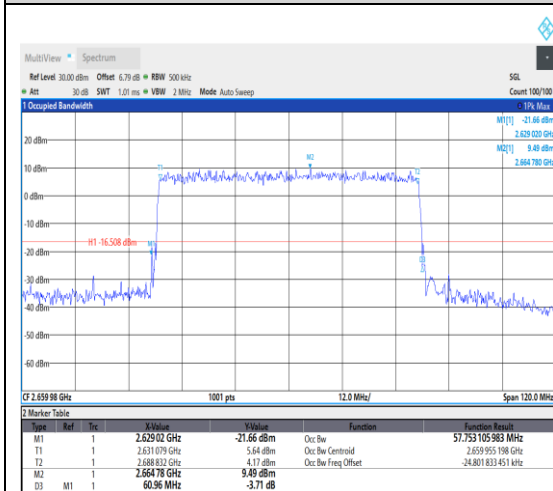 MultiView Spectrum
Ref Level 30.00 dBm Offset 6.79 dB RBW 500 kHz SGL
Att 30 dB SWT 1.01 ms VBW 2 MHz Mode Auto Sweep Count 100/100
1 Occupied Bandwidth 1Pk Max
M1[1] -21.66 dBm
2.629 020 GHz
M2[1] 9.49 dBm
2.664 780 GHz
20 dBm
10 dBm
0 dBm
-10 dBm
-20 dBm
-30 dBm
-40 dBm
-50 dBm
-60 dBm
T1
M2
T2
H1 -16.508 dBm
M1
CF 2.659 98 GHz 1001 pts 12.0 MHz/ Span 120.0 MHz
2 Marker Table
Type Ref Trc X-Value Y-Value Function Function Result
M1 1 2.629 02 GHz -21.66 dBm Occ Bw 57.753 105 983 MHz
T1 1 2.631 079 GHz 5.64 dBm Occ Bw Centroid 2.659 955 198 GHz
T2 1 2.688 832 GHz 4.17 dBm Occ Bw Freq Offset -24.801 833 451 kHz
M2 1 2.664 78 GHz 9.49 dBm
D3 M1 1 60.96 MHz -3.71 dB